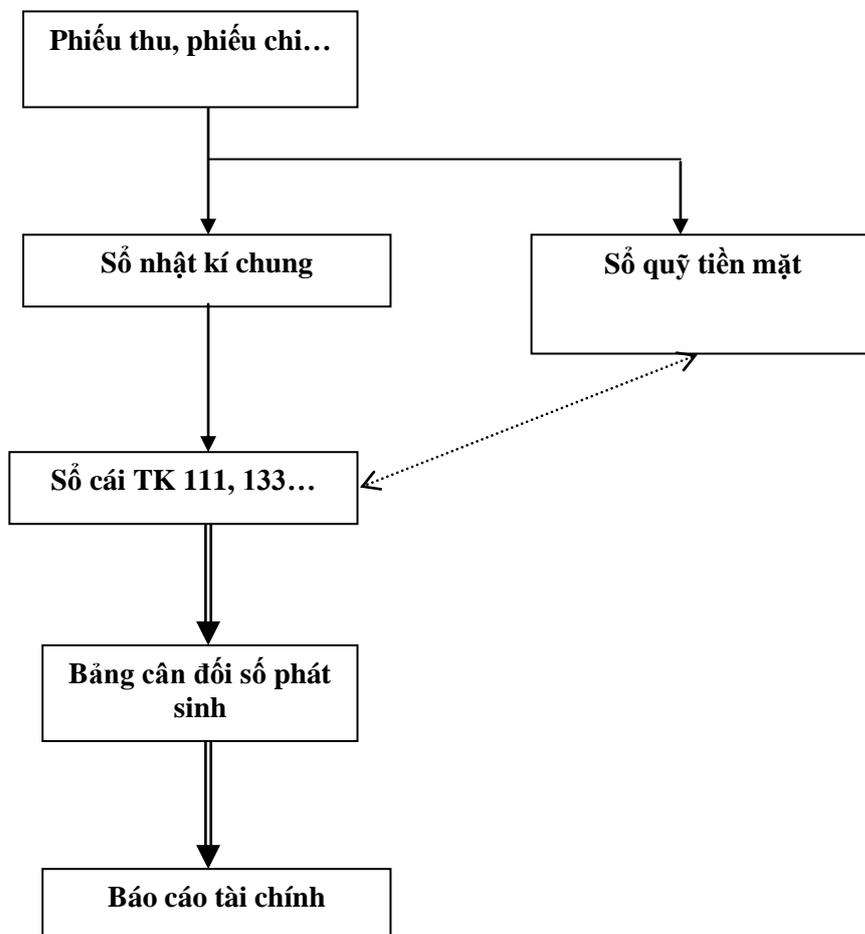 Phiếu thu, phiếu chi…
Sổ nhật kí chung
Sổ quỹ tiền mặt
Sổ cái TK 111, 133…
Bảng cân đối số phát
sinh
Báo cáo tài chính